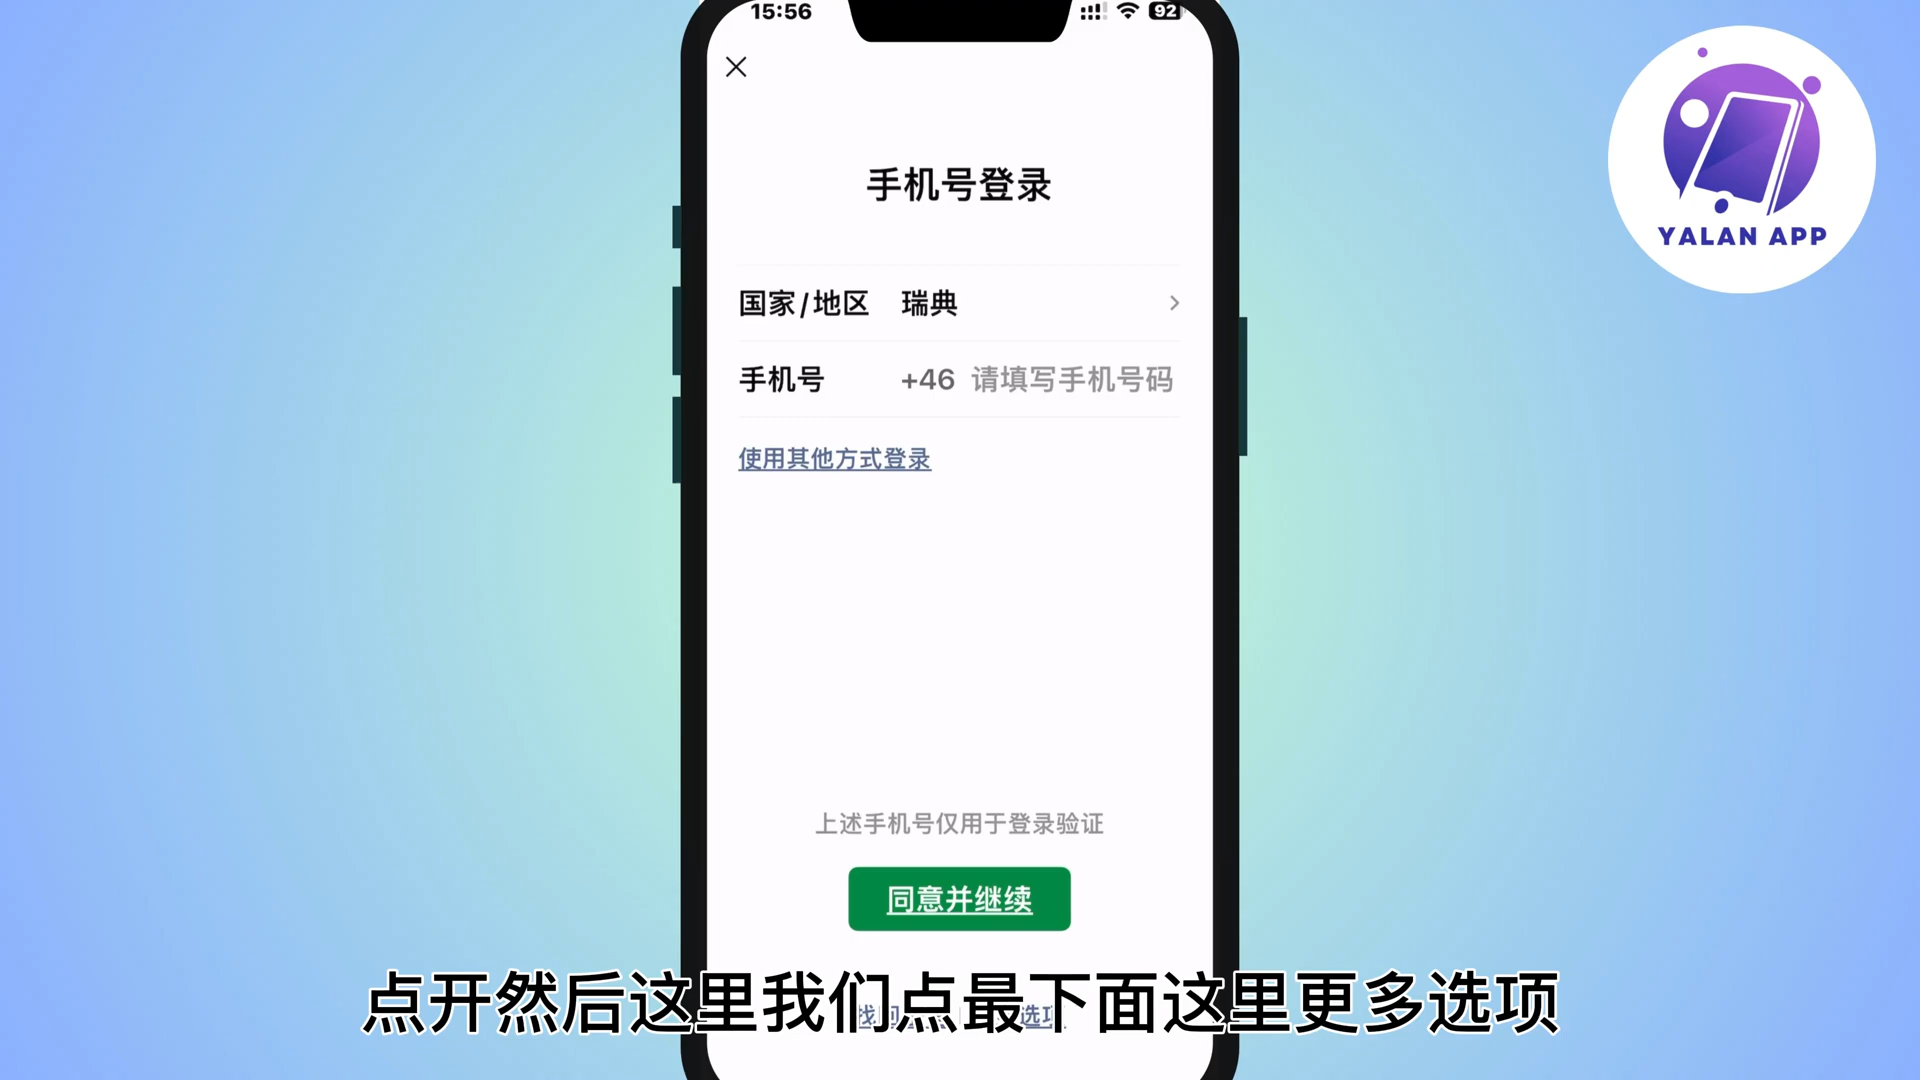 15:56
92
YALAN APP
手机号登录
国家/地区 瑞典
手机号 +46 请填写手机号码
使用其他方式登录
上述手机号仅用于登录验证
同意并继续
点开然后这里我们点最下面这里更多选项